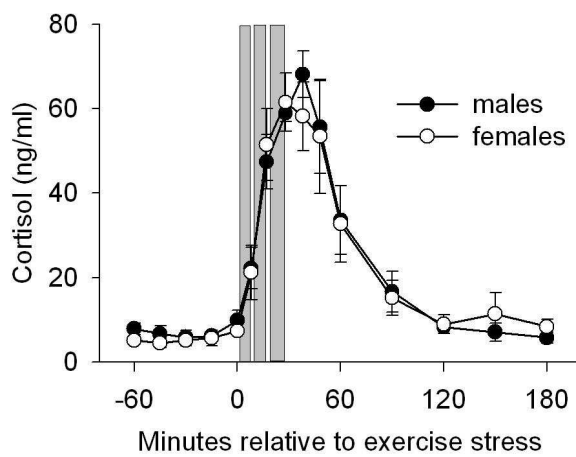 80
60
40
20
0
Cortisol (ng/ml)
males
females
-60 0 60 120 180
Minutes relative to exercise stress